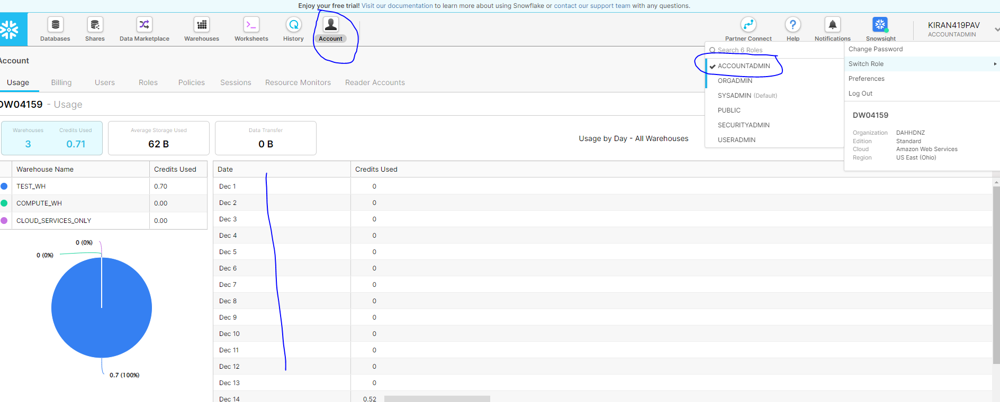 Enjoy your free trial! Visit our documentation to learn more about using Snowflake or contact our support team with any questions.
Databases
Shares
Data Marketplace
Warehouses
Worksheets
History
Account
Partner Connect
Help
Notifications
Snowsight
KIRAN419PAV
ACCOUNTADMIN
Account
Search 6 Roles
ACCOUNTADMIN
ORGADMIN
SYSADMIN (Default)
PUBLIC
SECURITYADMIN
USERADMIN
Change Password
Switch Role
Preferences
Log Out
DW04159
Organization DAHHDNZ
Edition Standard
Cloud Amazon Web Services
Region US East (Ohio)
Usage
Billing
Users
Roles
Policies
Sessions
Resource Monitors
Reader Accounts
DW04159 - Usage
Warehouses
3
Credits Used
0.71
Average Storage Used
62 B
Data Transfer
0 B
Usage by Day - All Warehouses
Warehouse Name Credits Used
TEST_WH 0.70
COMPUTE_WH 0.00
CLOUD_SERVICES_ONLY 0.00
0 (0%)
0 (0%)
0.7 (100%)
Date Credits Used
Dec 1 0
Dec 2 0
Dec 3 0
Dec 4 0
Dec 5 0
Dec 6 0
Dec 7 0
Dec 8 0
Dec 9 0
Dec 10 0
Dec 11 0
Dec 12 0
Dec 13 0
Dec 14 0.52